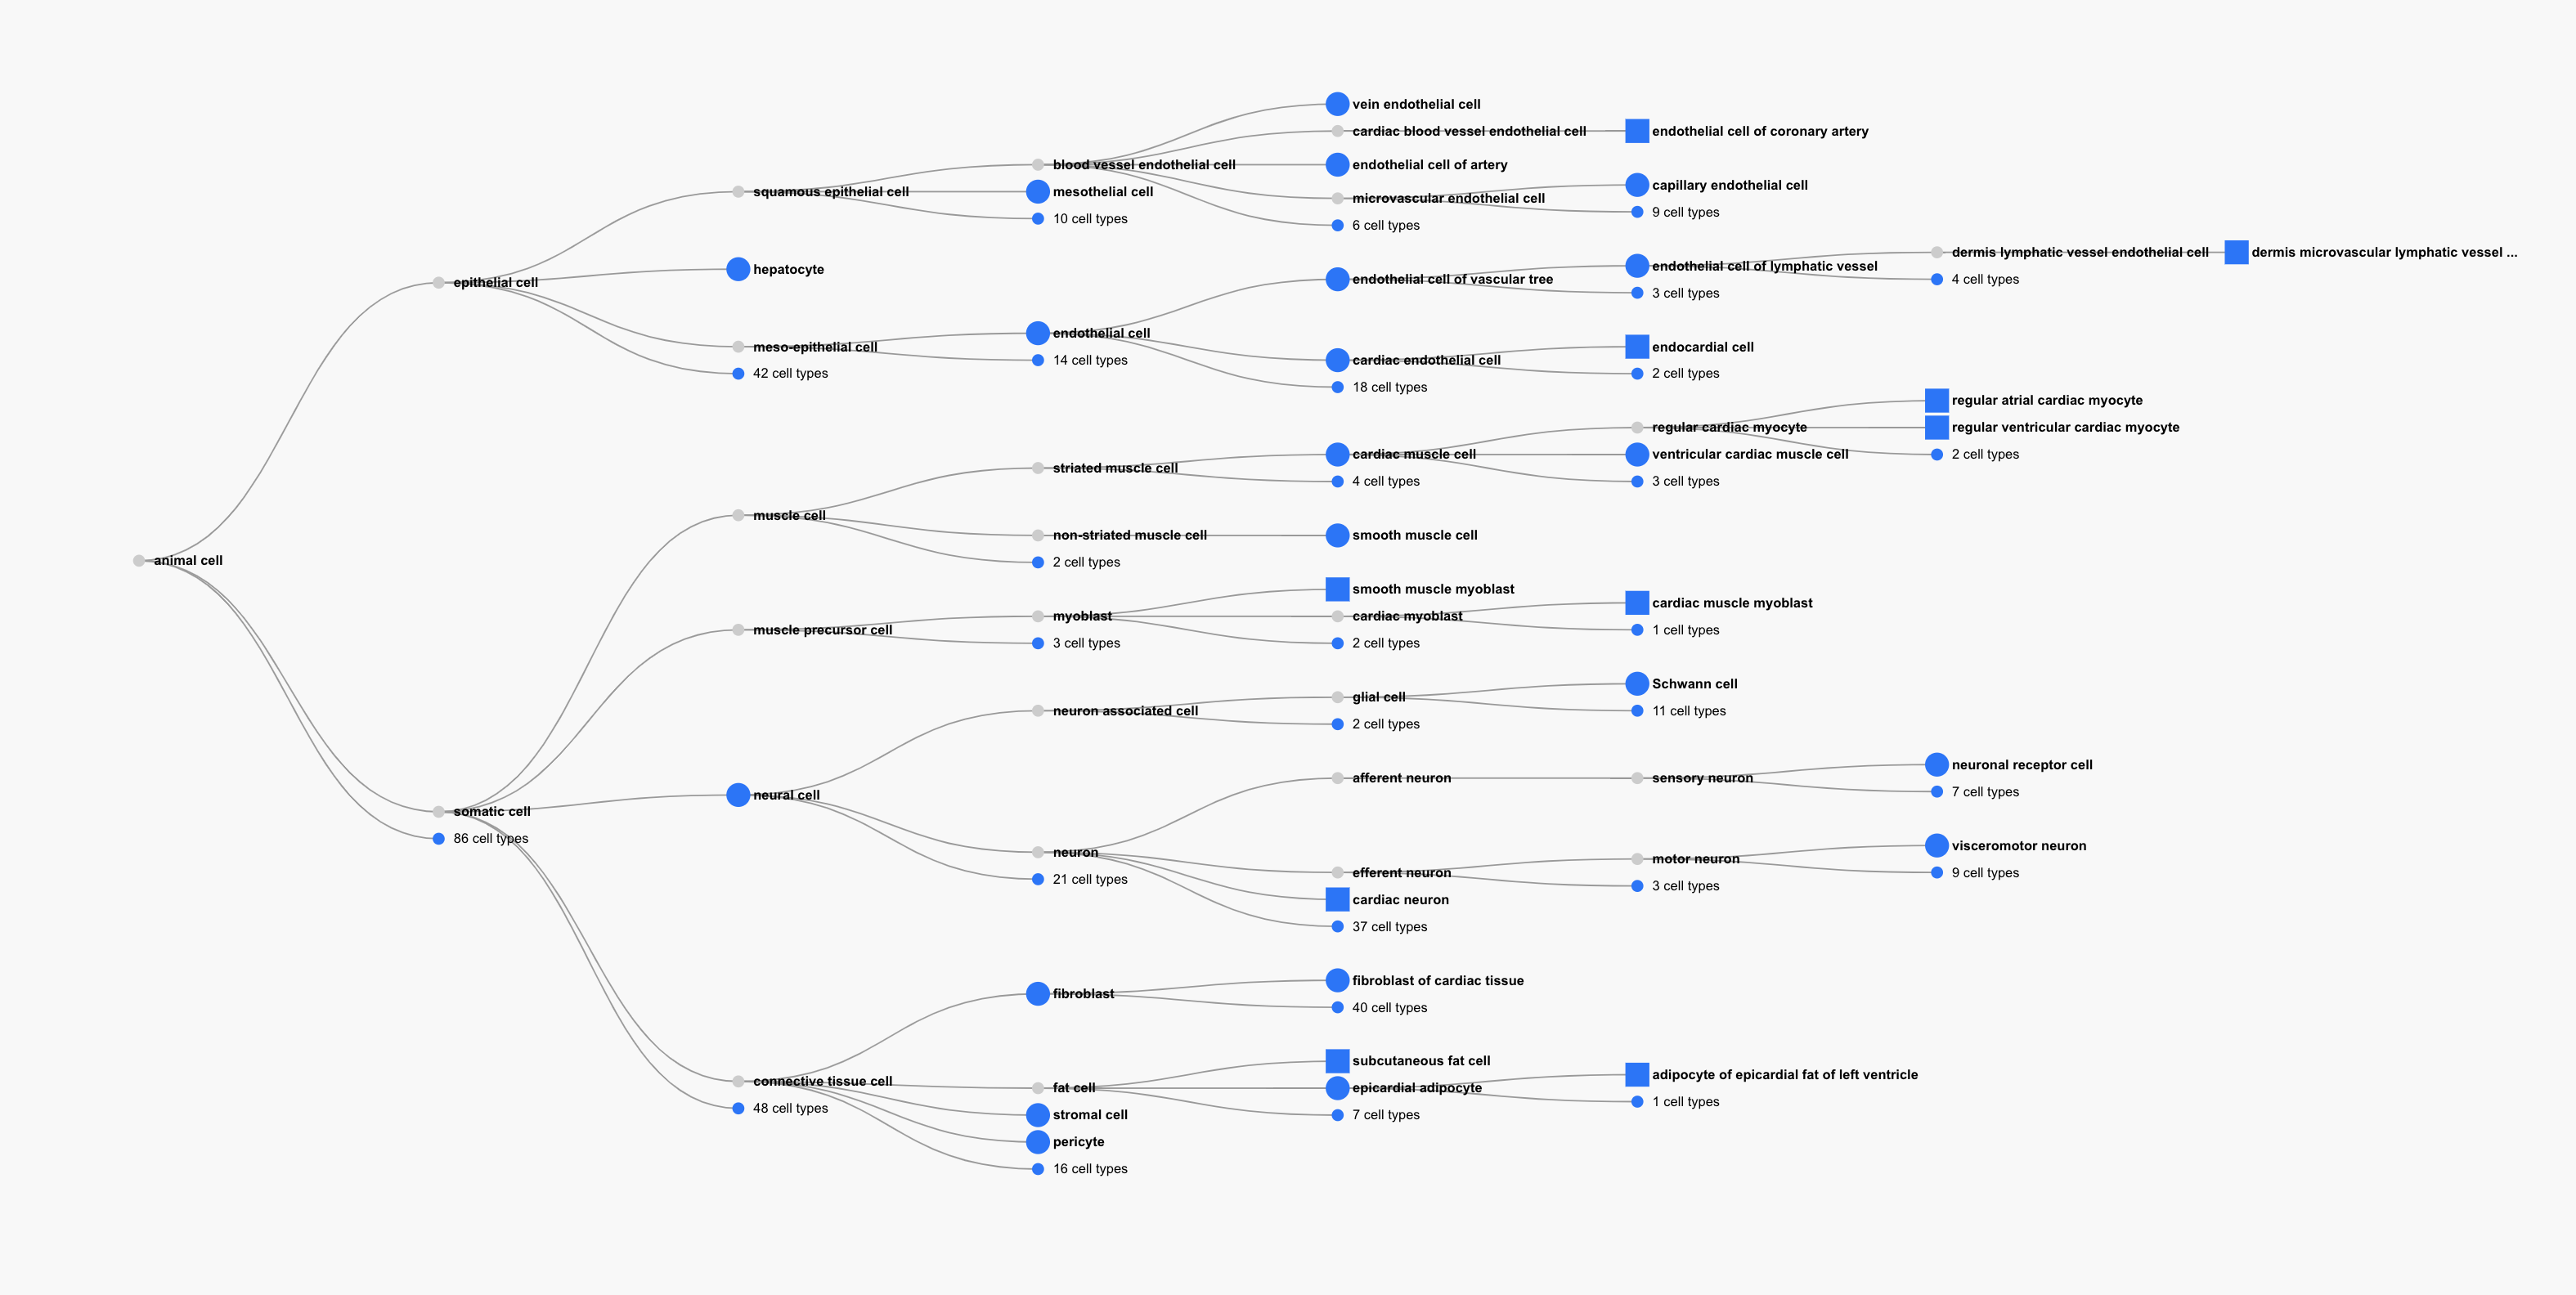 vein endothelial cell
cardiac blood vessel endothelial cell
endothelial cell of coronary artery
blood vessel endothelial cell
endothelial cell of artery
capillary endothelial cell
squamous epithelial cell
mesothelial cell
microvascular endothelial cell
9 cell types
10 cell types
6 cell types
dermis lymphatic vessel endothelial cell
dermis microvascular lymphatic vessel ...
hepatocyte
endothelial cell of lymphatic vessel
epithelial cell
endothelial cell of vascular tree
4 cell types
3 cell types
endothelial cell
meso-epithelial cell
endocardial cell
14 cell types
cardiac endothelial cell
42 cell types
2 cell types
18 cell types
regular atrial cardiac myocyte
regular cardiac myocyte
regular ventricular cardiac myocyte
cardiac muscle cell
ventricular cardiac muscle cell
2 cell types
striated muscle cell
4 cell types
3 cell types
muscle cell
non-striated muscle cell
smooth muscle cell
animal cell
2 cell types
smooth muscle myoblast
cardiac muscle myoblast
myoblast
cardiac myoblast
muscle precursor cell
1 cell types
3 cell types
2 cell types
Schwann cell
glial cell
neuron associated cell
11 cell types
2 cell types
neuronal receptor cell
afferent neuron
sensory neuron
neural cell
7 cell types
somatic cell
86 cell types
visceromotor neuron
neuron
motor neuron
efferent neuron
9 cell types
21 cell types
3 cell types
cardiac neuron
37 cell types
fibroblast of cardiac tissue
fibroblast
40 cell types
subcutaneous fat cell
adipocyte of epicardial fat of left ventricle
connective tissue cell
fat cell
epicardial adipocyte
1 cell types
48 cell types
stromal cell
7 cell types
pericyte
16 cell types